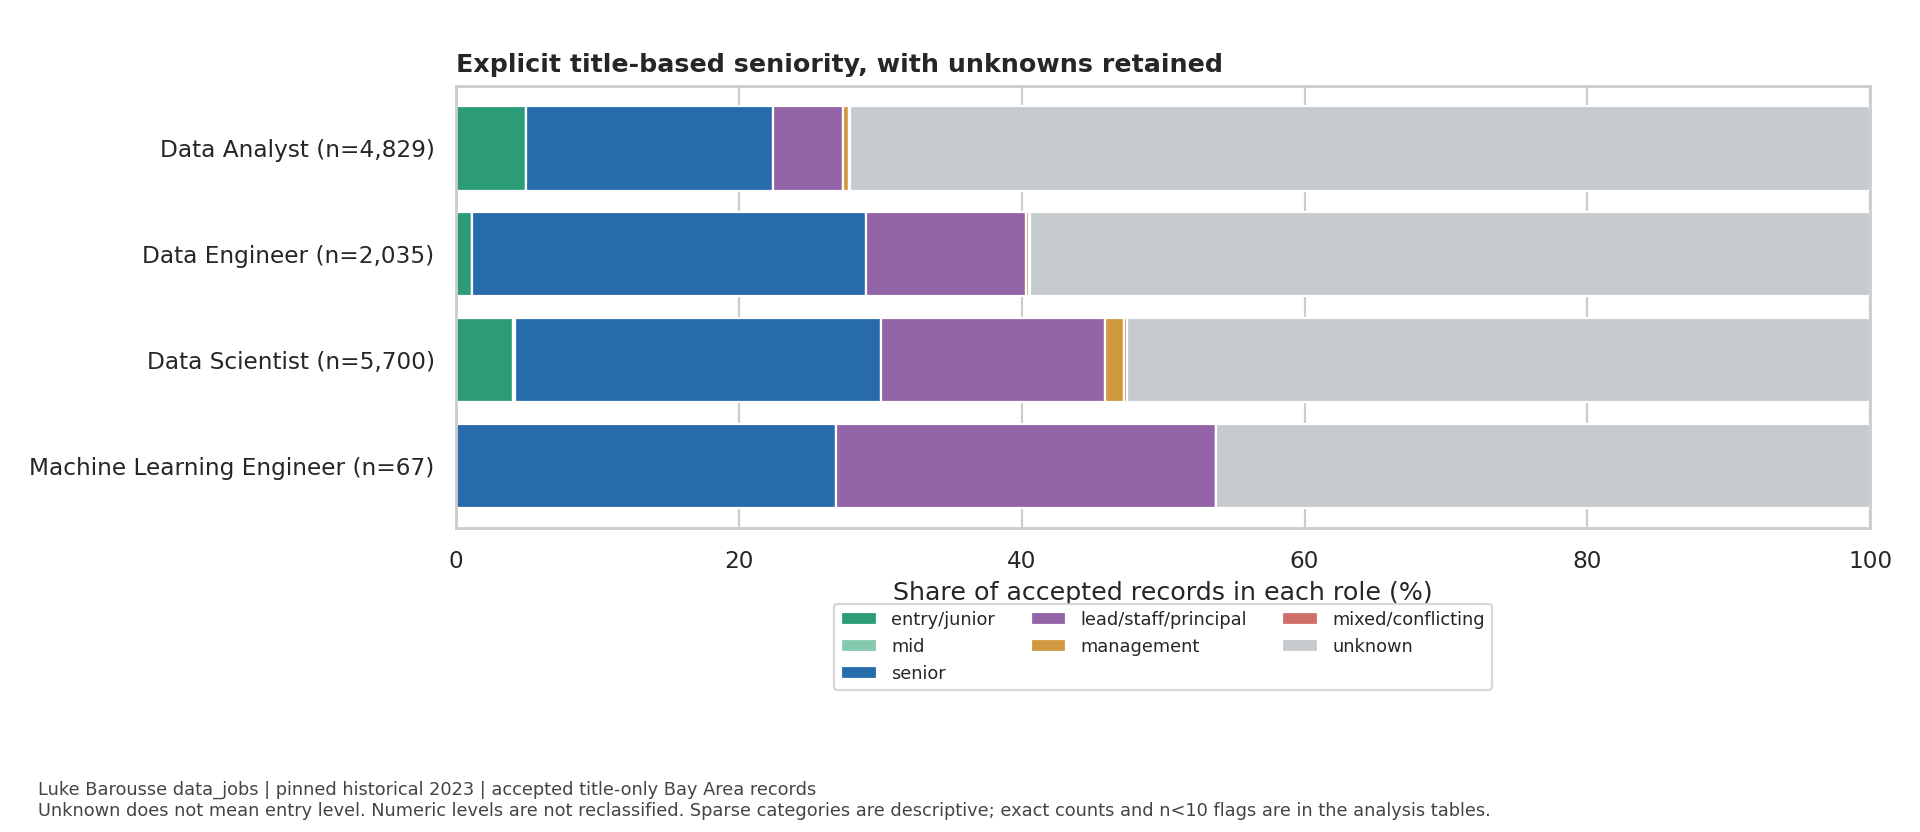 Explicit title-based seniority, with unknowns retained
Data Analyst (n=4,829)
Data Engineer (n=2,035)
Data Scientist (n=5,700)
Machine Learning Engineer (n=67)
0 20 40 60 80 100
Share of accepted records in each role (%)
entry/junior lead/staff/principal mixed/conflicting
mid management unknown
senior
Luke Barousse data_jobs | pinned historical 2023 | accepted title-only Bay Area records
Unknown does not mean entry level. Numeric levels are not reclassified. Sparse categories are descriptive; exact counts and n<10 flags are in the analysis tables.